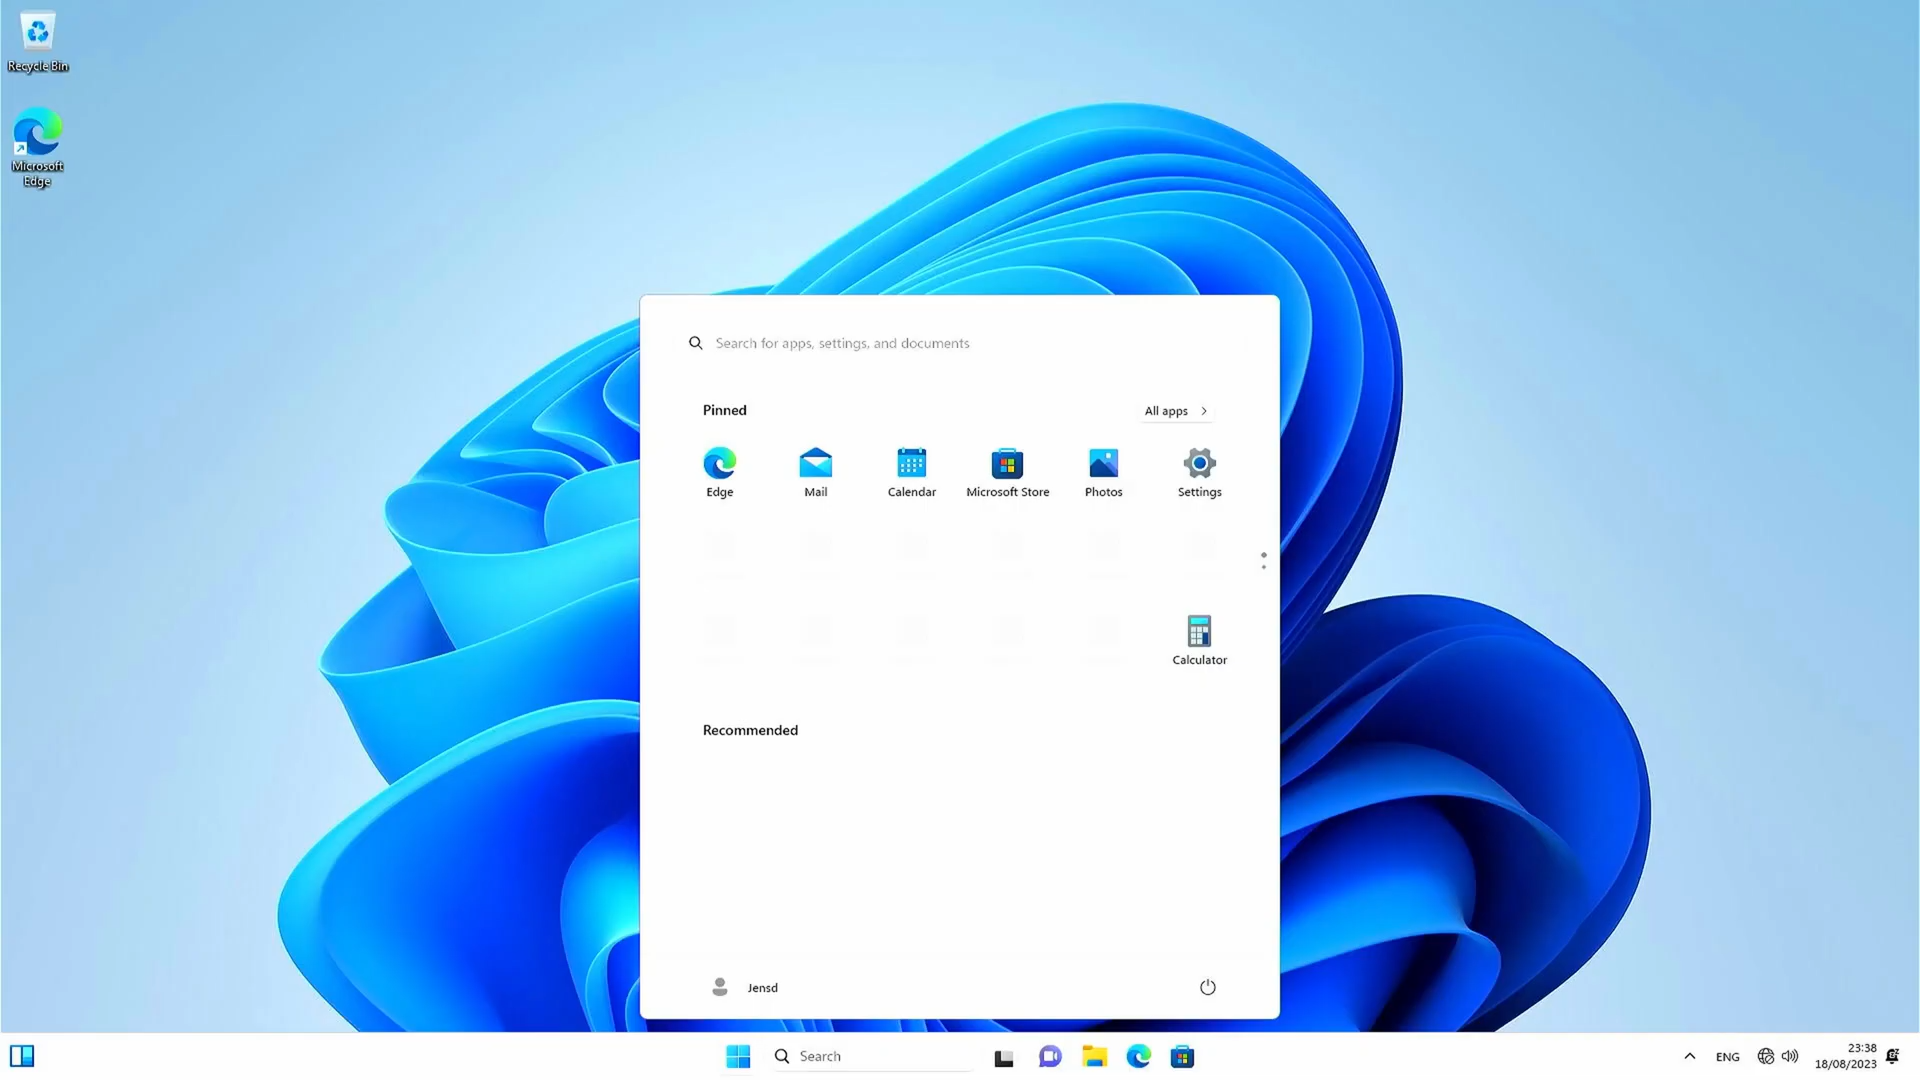 Recycle Bin
Microsoft
Edge
Search for apps, settings, and documents
Pinned
All apps
Edge
Mail
Calendar
Microsoft Store
Photos
Settings
Calculator
Recommended
Jensd
Search
ENG
23:38
18/08/2023